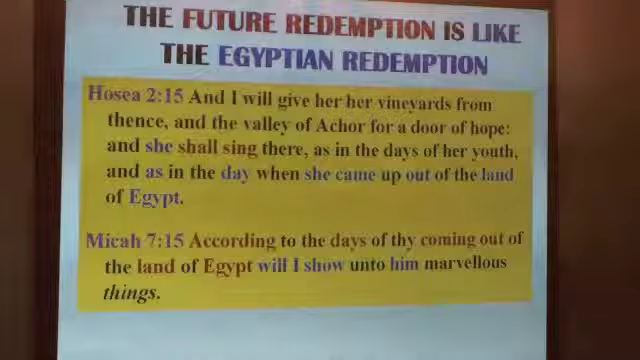 THE FUTURE REDEMPTION IS LIKE
THE EGYPTIAN REDEMPTION
Hosea 2:15 And I will give her her vineyards from
thence, and the valley of Achor for a door of hope:
and she shall sing there, as in the days of her youth,
and as in the day when she came up out of the land
of Egypt.
Micah 7:15 According to the days of thy coming out of
the land of Egypt will I show unto him marvellous
things.